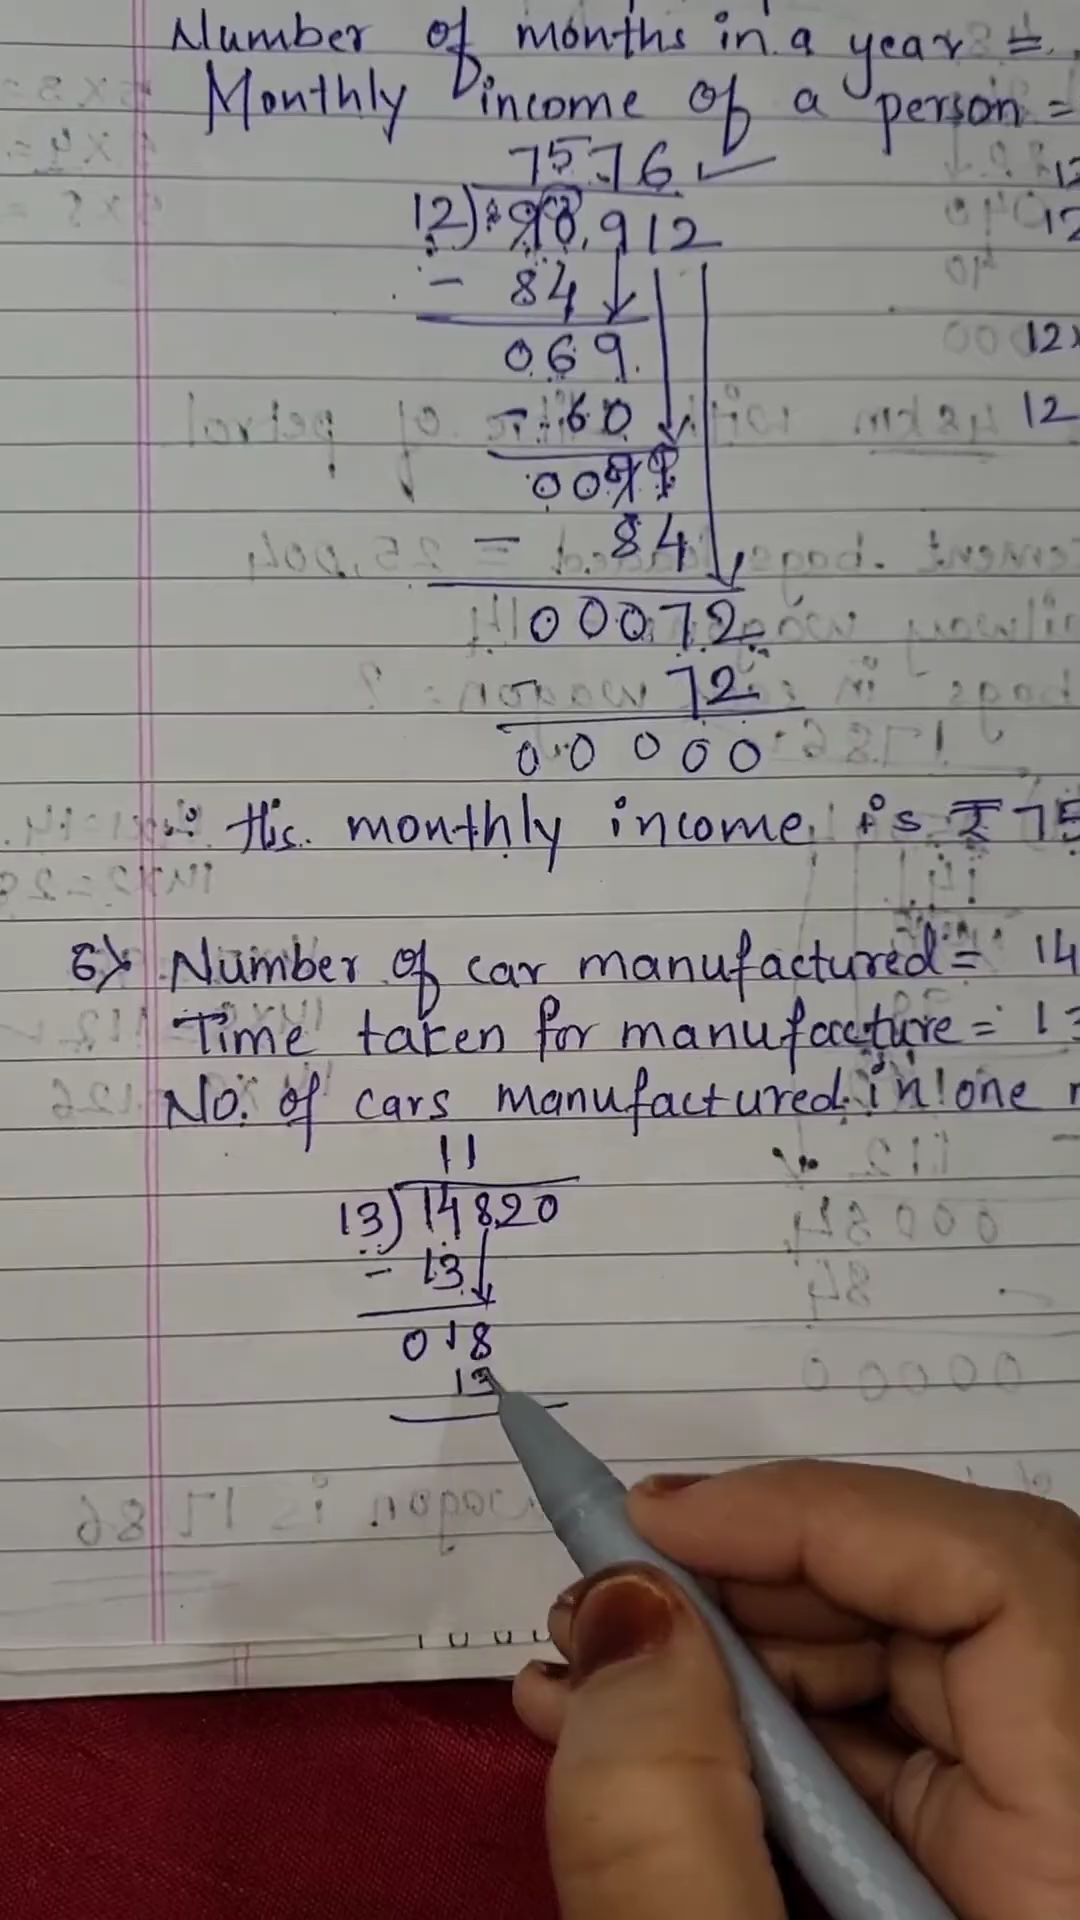 Number of months in a year =
Monthly income of a person =
7576
12) 90,912
- 84
069
- 60
0091
= 84
00072
72
00000
∴ His monthly income is ₹ 75
6) Number of car manufactured = 14
Time taken for manufacture = 13
No. of cars manufactured in one
11
13) 14820
- 13
018
13